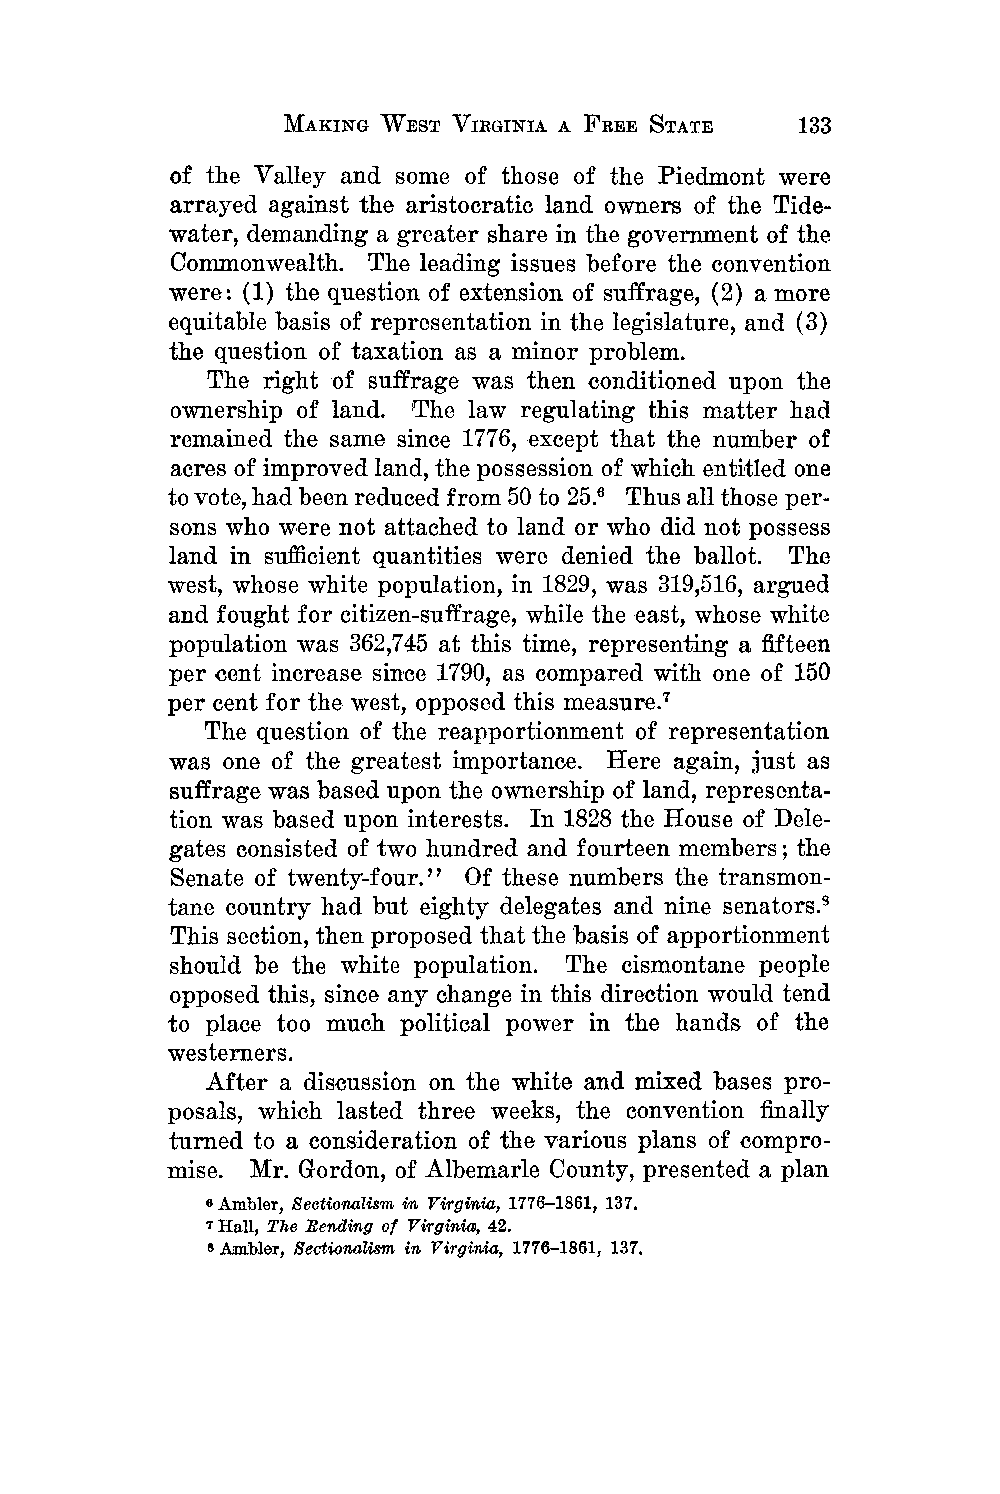 MAKING WEST VIRGINIA A FREE STATE 133
of the Valley and some of those of the Piedmont were
arrayed against the aristocratic land owners of the Tide-
water, demanding a greater share in the government of the
Commonwealth. The leading issues before the convention
were: (1) the question of extension of suffrage, (2) a more
equitable basis of representation in the legislature, and (3)
the question of taxation as a minor problem.
The right of suffrage was then conditioned upon the
ownership of land. The law regulating this matter had
remained the same since 1776, except that the number of
acres of improved land, the possession of which entitled one
to vote, had been reduced from 50 to 25.⁶ Thus all those per-
sons who were not attached to land or who did not possess
land in sufficient quantities were denied the ballot. The
west, whose white population, in 1829, was 319,516, argued
and fought for citizen-suffrage, while the east, whose white
population was 362,745 at this time, representing a fifteen
per cent increase since 1790, as compared with one of 150
per cent for the west, opposed this measure.⁷
The question of the reapportionment of representation
was one of the greatest importance. Here again, just as
suffrage was based upon the ownership of land, representa-
tion was based upon interests. In 1828 the House of Dele-
gates consisted of two hundred and fourteen members; the
Senate of twenty-four.'' Of these numbers the transmon-
tane country had but eighty delegates and nine senators.⁸
This section, then proposed that the basis of apportionment
should be the white population. The cismontane people
opposed this, since any change in this direction would tend
to place too much political power in the hands of the
westerners.
After a discussion on the white and mixed bases pro-
posals, which lasted three weeks, the convention finally
turned to a consideration of the various plans of compro-
mise. Mr. Gordon, of Albemarle County, presented a plan
⁶ Ambler, Sectionalism in Virginia, 1776–1861, 137.
⁷ Hall, The Rending of Virginia, 42.
⁸ Ambler, Sectionalism in Virginia, 1776–1861, 137.